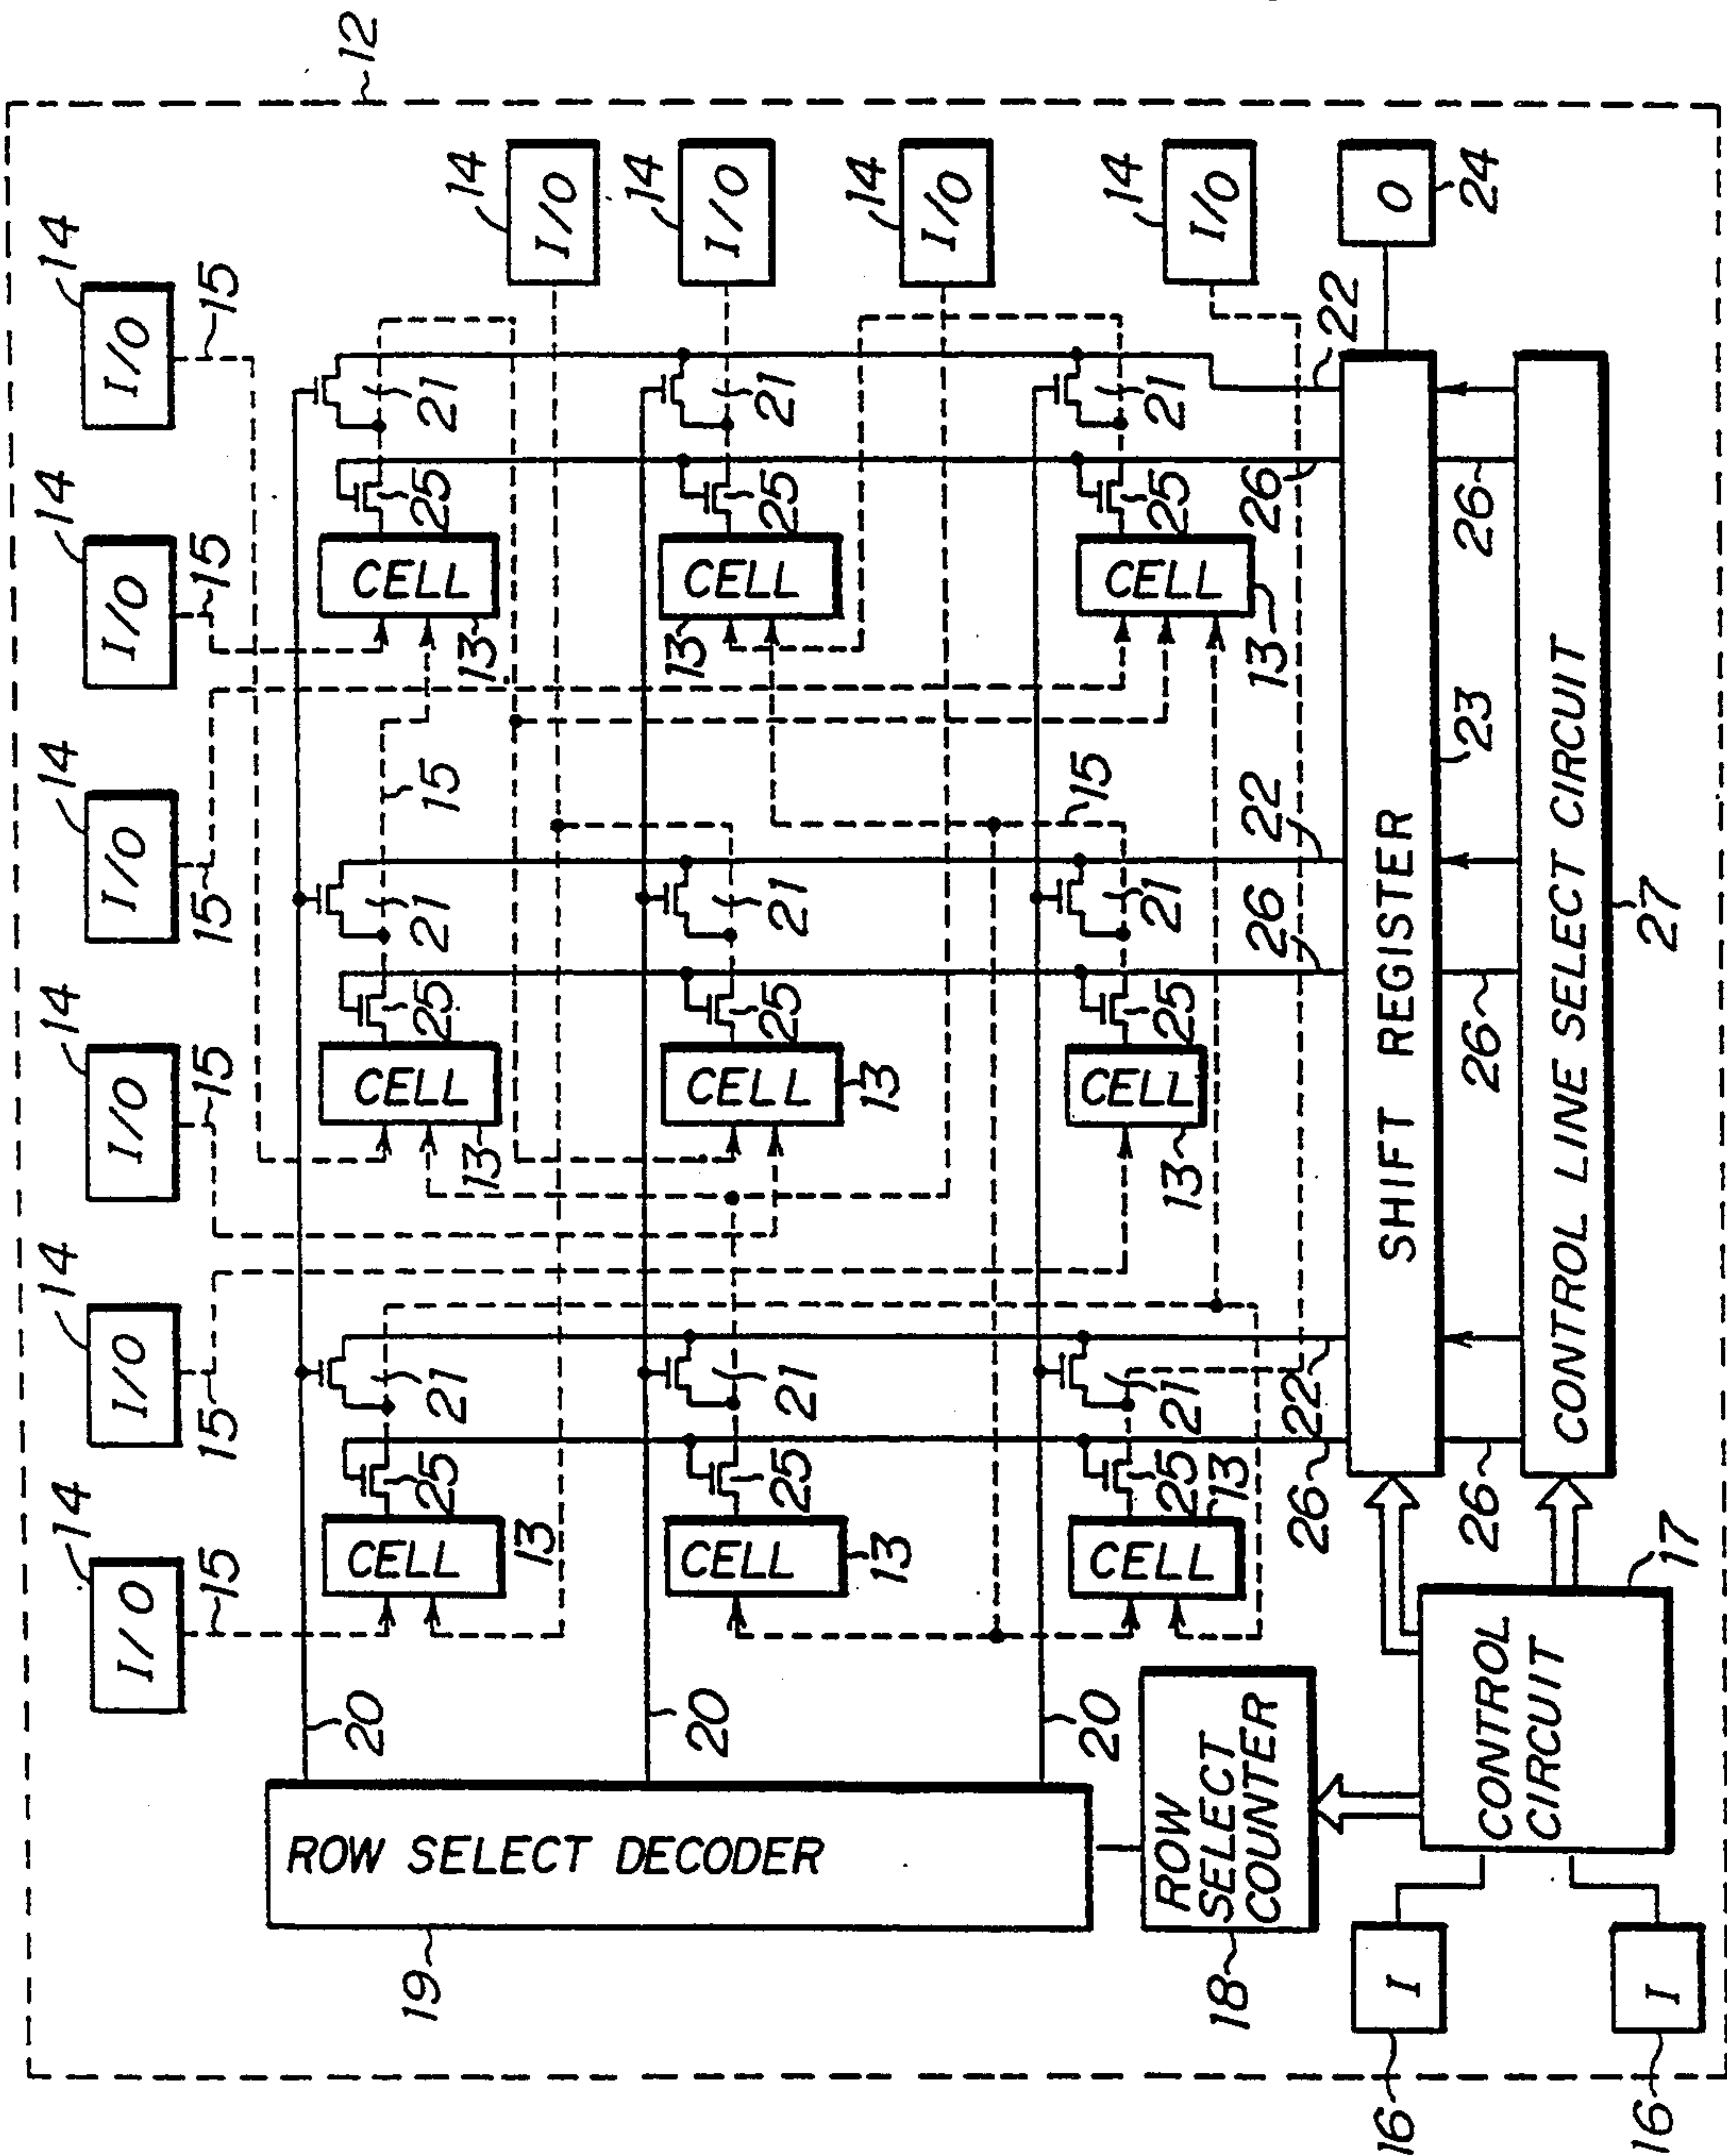 14 14 14 14 14 14
I/O I/O I/O I/O I/O I/O
15 15 15 15 15 15
12
20
CELL 25 21 CELL 25 21 15 CELL 25 21
19
ROW SELECT DECODER
13 13 13
14
I/O
14
I/O
20
CELL 25 21 CELL 25 21 13 CELL 25 21
13 13
14
I/O
20
CELL 25 21 CELL 25 21 15 CELL 25 21
13 13 13
14
I/O
18
ROW
SELECT
COUNTER
26 22 26 22 26 22
SHIFT REGISTER
O
24
23
16
I
26 26 26
17
CONTROL
CIRCUIT
CONTROL LINE SELECT CIRCUIT
27
16
I